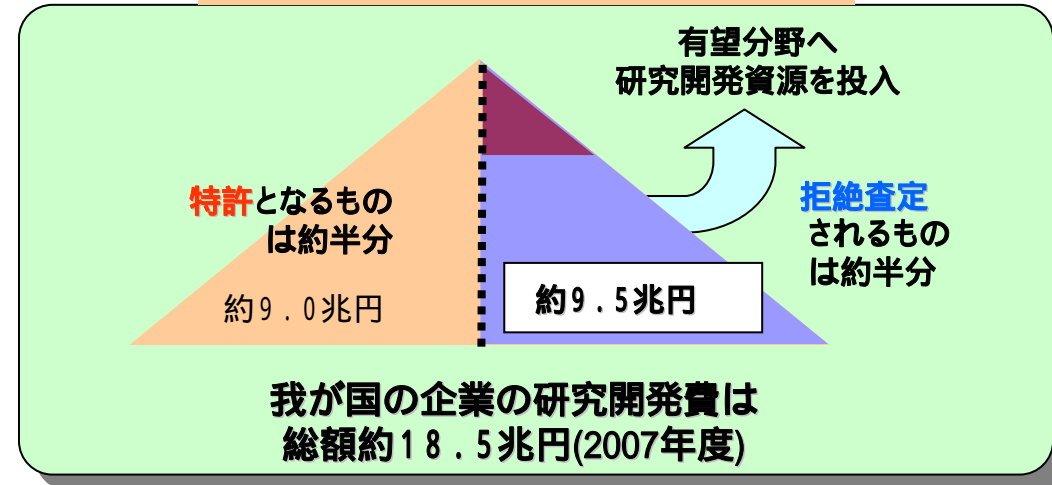 有望分野へ
研究開発資源を投入
特許となるもの
は約半分
拒絶査定
されるもの
は約半分
約９．０兆円
約９．５兆円
我が国の企業の研究開発費は
総額約１８．５兆円(2007年度)